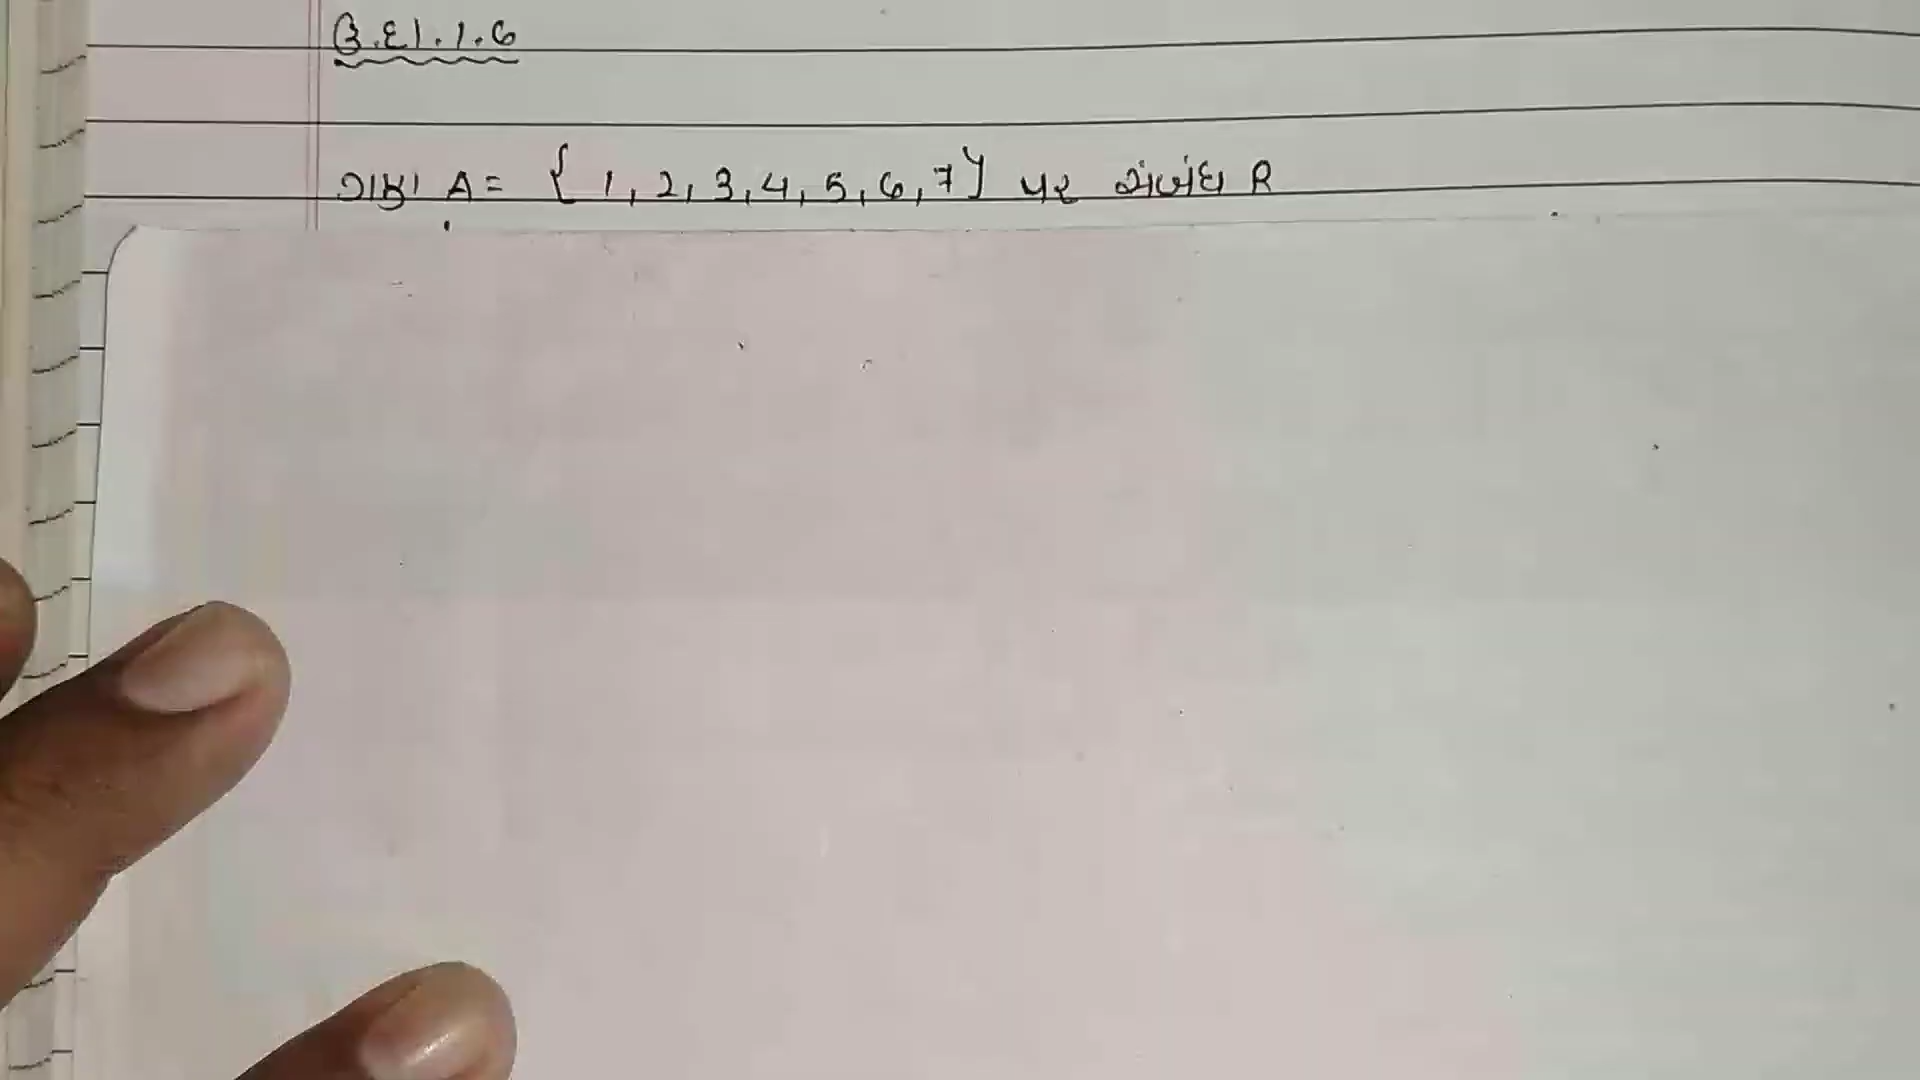 ઉ.દા.1.6
ગણ A = { 1, 2, 3, 4, 5, 6, 7} પર સંબંધ R